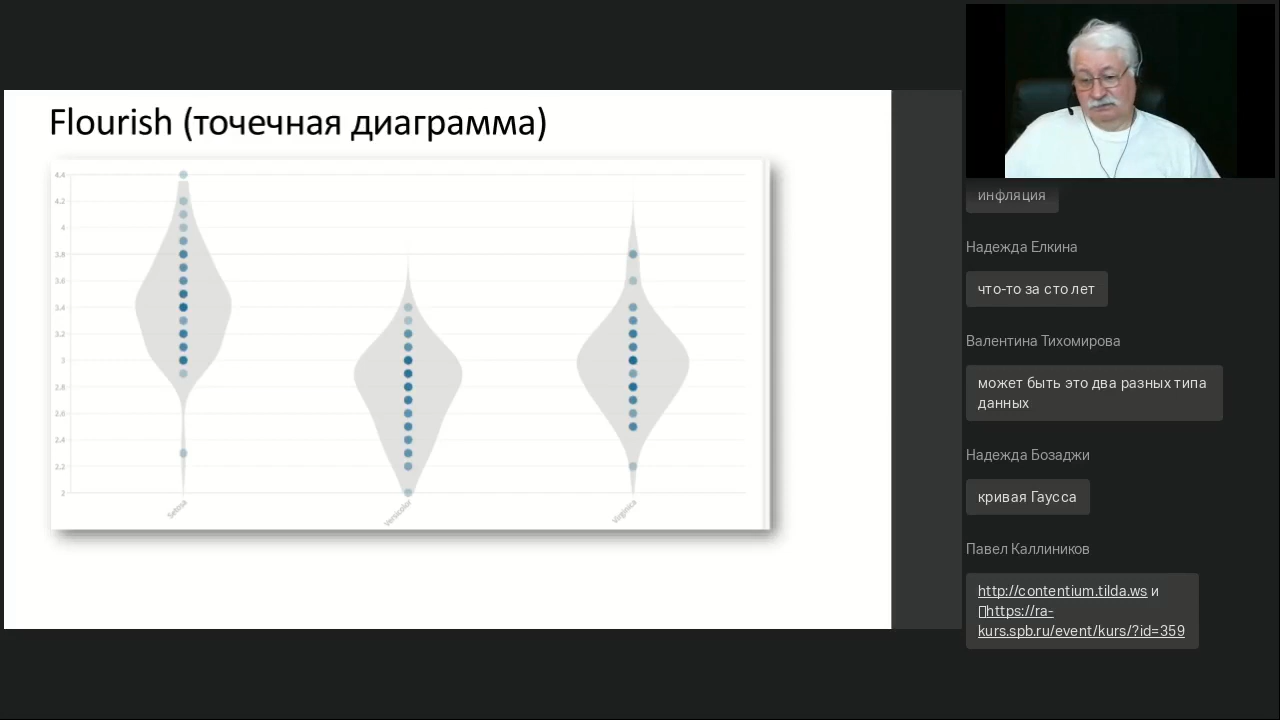 Flourish (точечная диаграмма)
4.4
4.2
4
3.8
3.6
3.4
3.2
3
2.8
2.6
2.4
2.2
2
Setosa
Versicolor
Virginica
инфляция
Надежда Елкина
что-то за сто лет
Валентина Тихомирова
может быть это два разных типа
данных
Надежда Бозаджи
кривая Гаусса
Павел Каллиников
http://contentium.tilda.ws и
https://ra-
kurs.spb.ru/event/kurs/?id=359